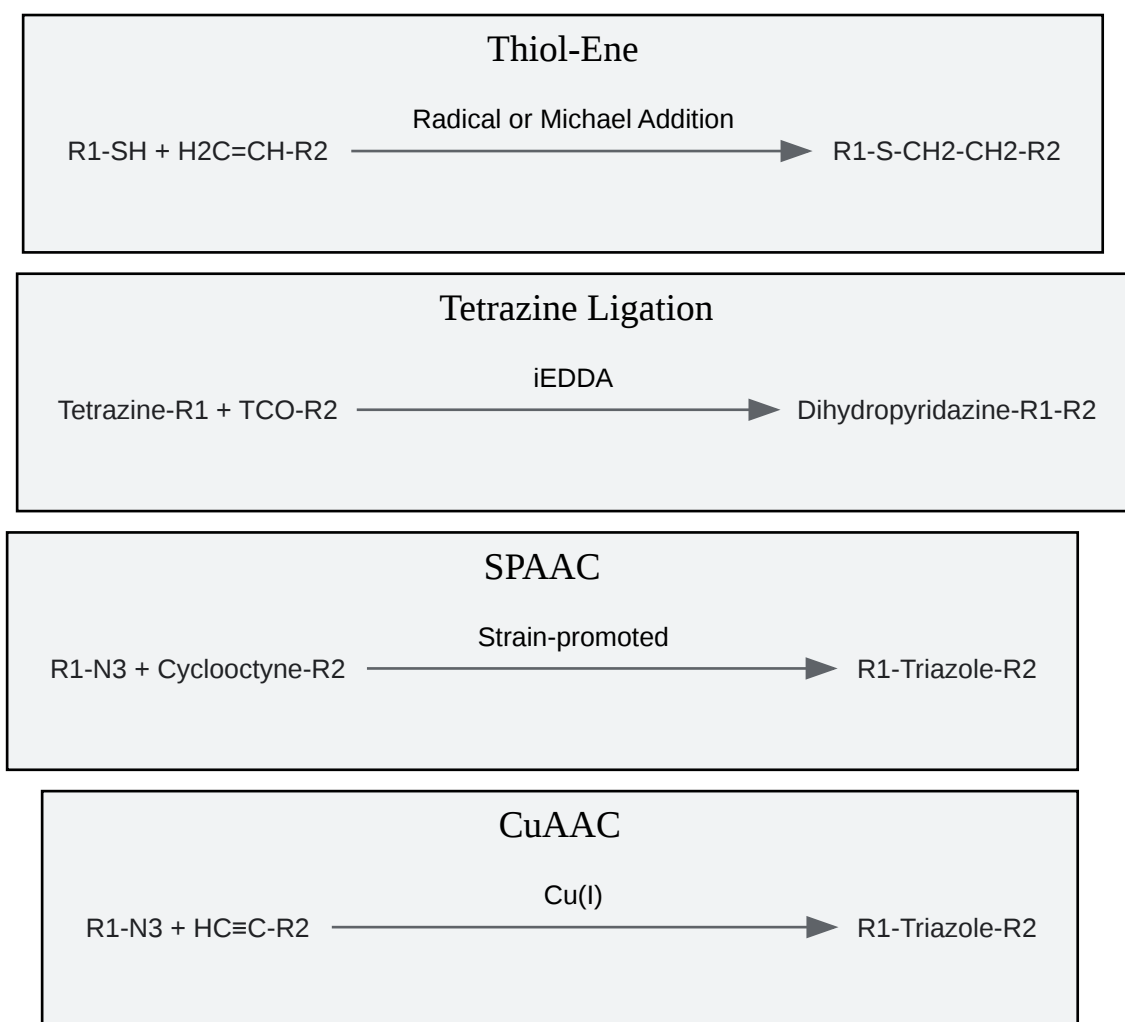 Thiol-Ene
Radical or Michael Addition
R1-SH + H2C=CH-R2
R1-S-CH2-CH2-R2
Tetrazine Ligation
iEDDA
Tetrazine-R1 + TCO-R2
Dihydropyridazine-R1-R2
SPAAC
Strain-promoted
R1-N3 + Cyclooctyne-R2
R1-Triazole-R2
CuAAC
Cu(I)
R1-N3 + HC≡C-R2
R1-Triazole-R2